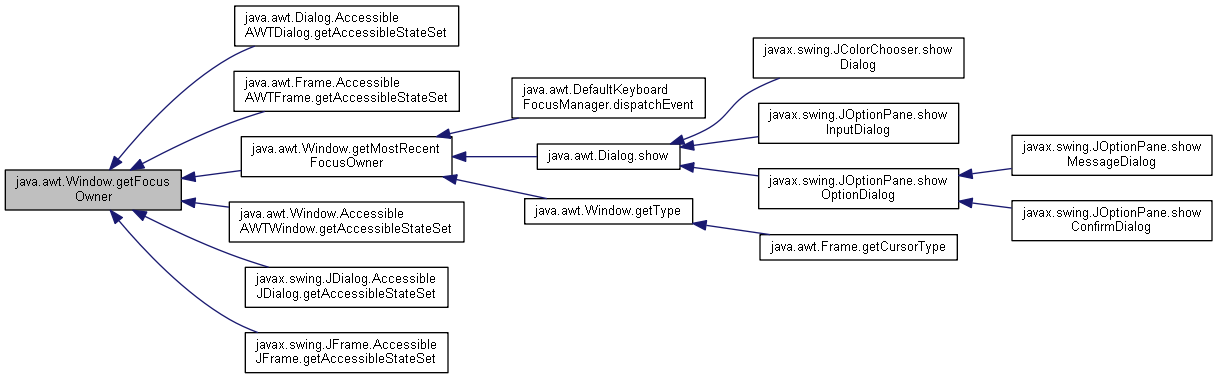 java.awt.Dialog.Accessible
AWTDialog.getAccessibleStateSet
java.awt.Frame.Accessible
AWTFrame.getAccessibleStateSet
java.awt.Window.getMostRecent
FocusOwner
java.awt.Window.getFocus
Owner
java.awt.Window.Accessible
AWTWindow.getAccessibleStateSet
javax.swing.JDialog.Accessible
JDialog.getAccessibleStateSet
javax.swing.JFrame.Accessible
JFrame.getAccessibleStateSet
java.awt.DefaultKeyboard
FocusManager.dispatchEvent
java.awt.Dialog.show
java.awt.Window.getType
javax.swing.JColorChooser.show
Dialog
javax.swing.JOptionPane.show
InputDialog
javax.swing.JOptionPane.show
OptionDialog
java.awt.Frame.getCursorType
javax.swing.JOptionPane.show
MessageDialog
javax.swing.JOptionPane.show
ConfirmDialog